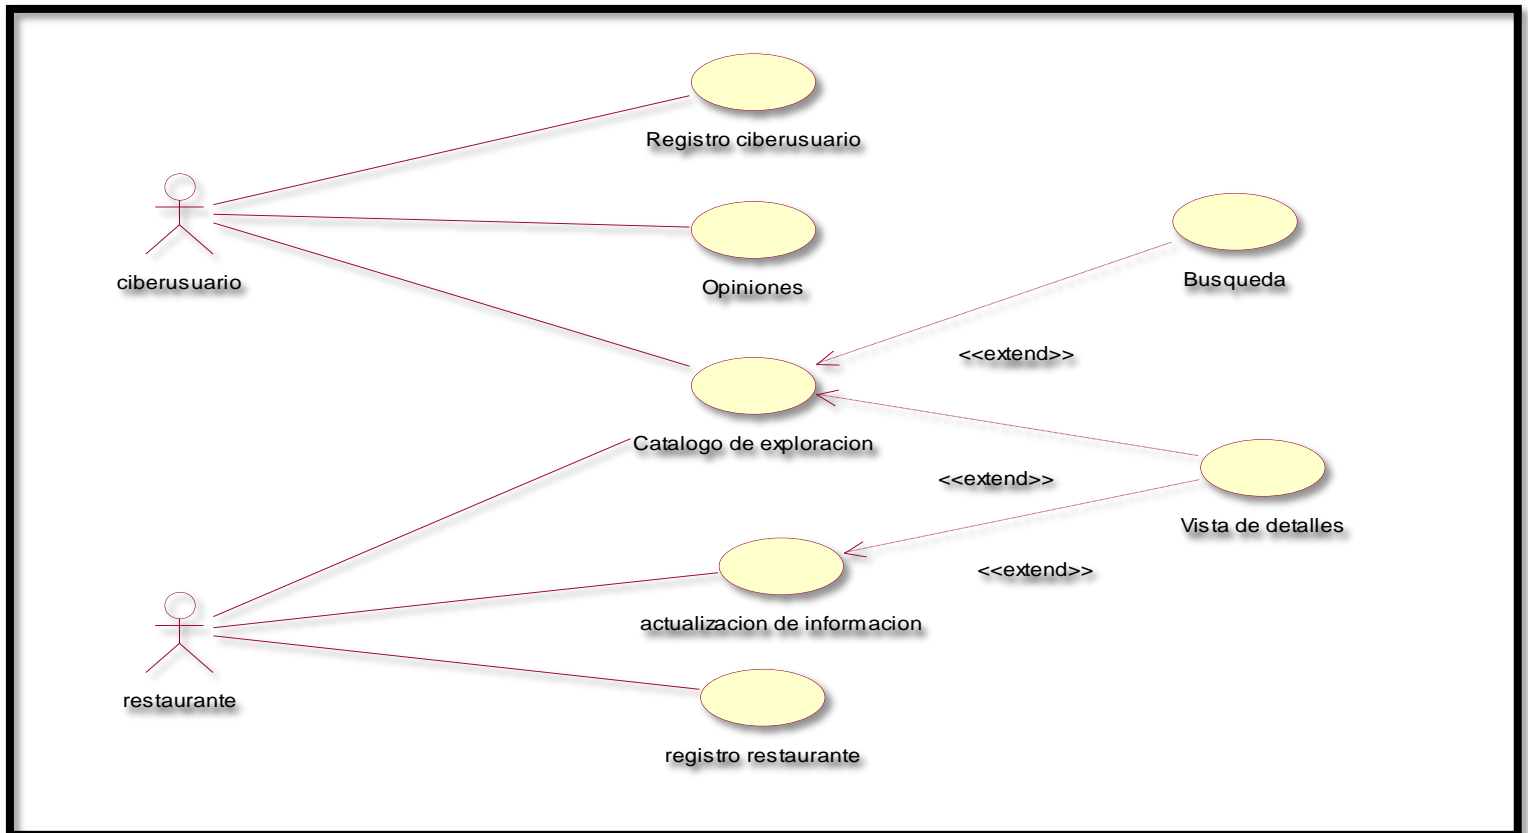 Registro ciberusuario
ciberusuario
Opiniones
Busqueda
<<extend>>
Catalogo de exploracion
<<extend>>
Vista de detalles
<<extend>>
actualizacion de informacion
restaurante
registro restaurante